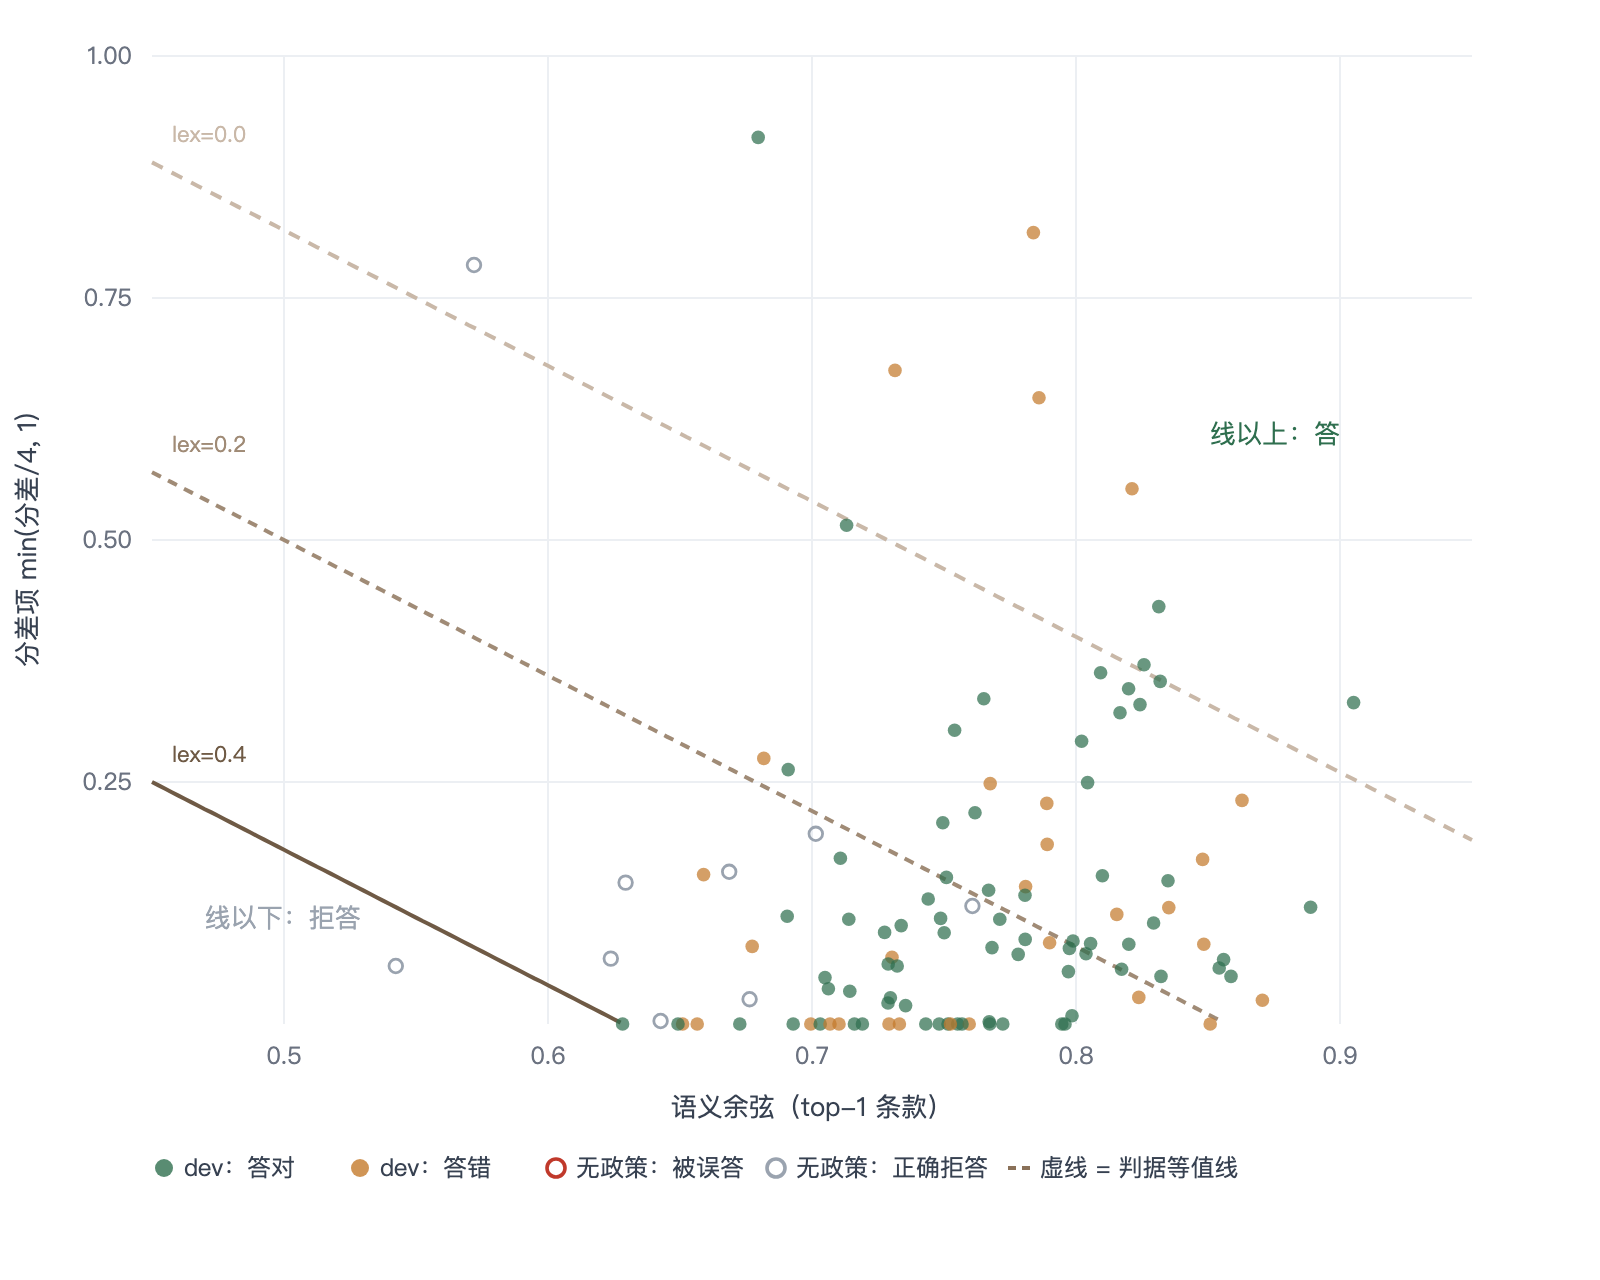 1.00
lex=0.0
0.75
分差项 min(分差/4, 1)
线以上：答
0.50
lex=0.2
lex=0.4
0.25
线以下：拒答
0.5 0.6 0.7 0.8 0.9
语义余弦（top-1 条款）
dev：答对 dev：答错 无政策：被误答 无政策：正确拒答 虚线 = 判据等值线